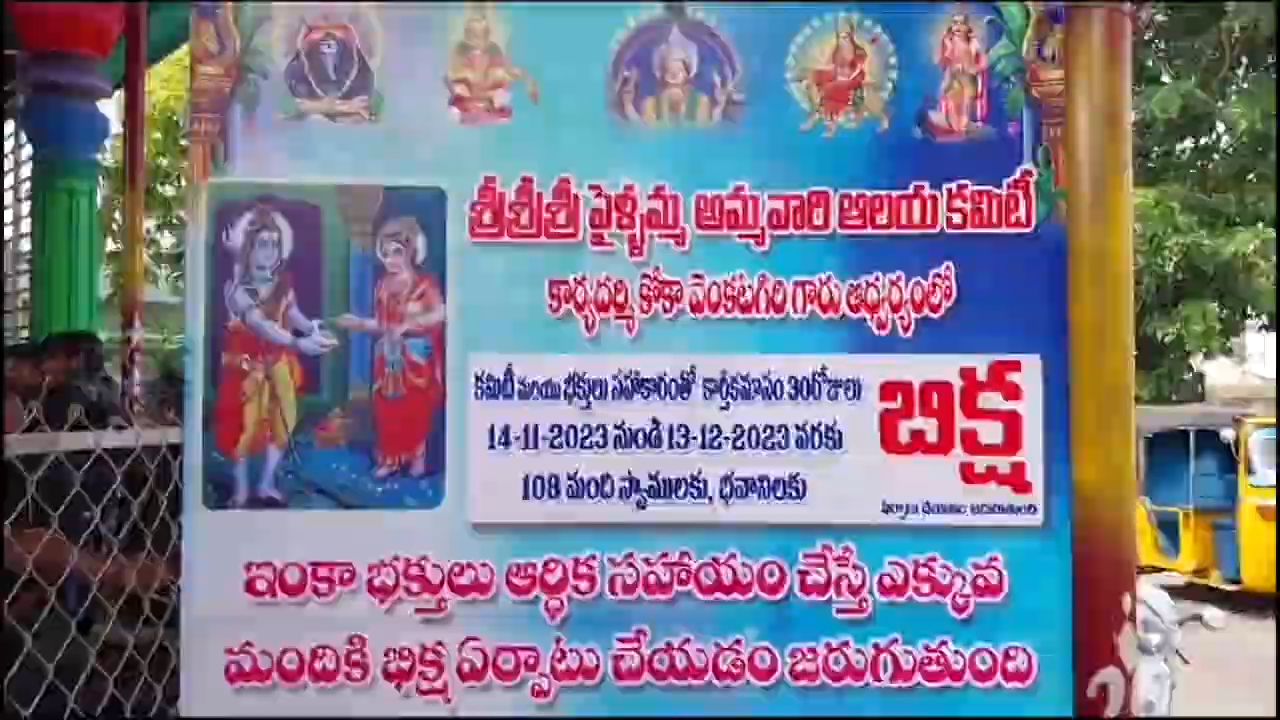 శ్రీశ్రీశ్రీ పైళ్ళమ్మ అమ్మవారి ఆలయ కమిటీ
కార్యదర్శి కోకా వెంకటగిరి గారు ఆధ్వర్యంలో
కమిటీ మరియు భక్తులు సహకారంతో కార్తీకమాసం 30రోజులు
14-11-2023 నుండి 13-12-2023 వరకు
108 మంది స్వాములకు, భవానిలకు
బిక్ష
ఇంకా భక్తులు ఆర్ధిక సహాయం చేస్తే ఎక్కువ
మందికి భిక్ష ఏర్పాటు చేయడం జరుగుతుంది